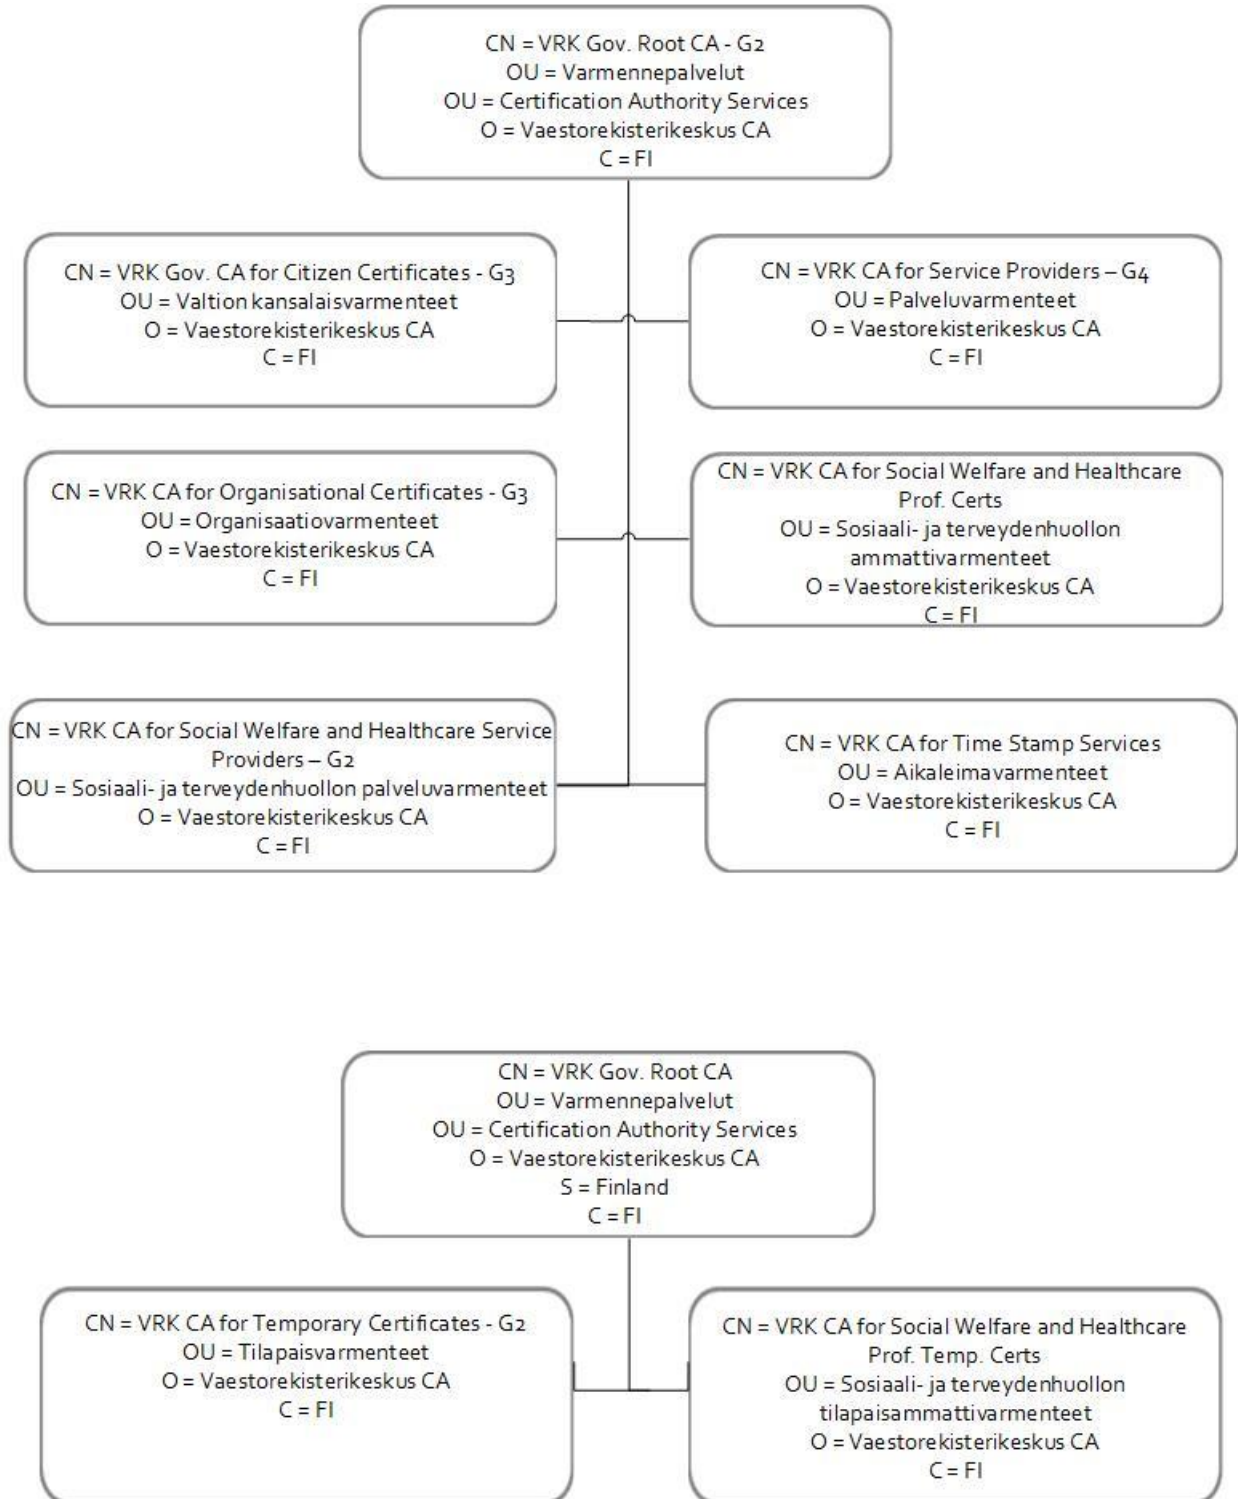 CN = VRK Gov. Root CA - G2
OU = Varmennepalvelut
OU = Certification Authority Services
O = Vaestorekisterikeskus CA
C = FI
CN = VRK Gov. CA for Citizen Certificates - G3
OU = Valtion kansalaisvarmenteet
O = Vaestorekisterikeskus CA
C = FI
CN = VRK CA for Service Providers – G4
OU = Palveluvarmenteet
O = Vaestorekisterikeskus CA
C = FI
CN = VRK CA for Organisational Certificates - G3
OU = Organisaatiovarmenteet
O = Vaestorekisterikeskus CA
C = FI
CN = VRK CA for Social Welfare and Healthcare
Prof. Certs
OU = Sosiaali- ja terveydenhuollon
ammattivarmenteet
O = Vaestorekisterikeskus CA
C = FI
CN = VRK CA for Social Welfare and Healthcare Service
Providers – G2
OU = Sosiaali- ja terveydenhuollon palveluvarmenteet
O = Vaestorekisterikeskus CA
C = FI
CN = VRK CA for Time Stamp Services
OU = Aikaleimavarmenteet
O = Vaestorekisterikeskus CA
C = FI
CN = VRK Gov. Root CA
OU = Varmennepalvelut
OU = Certification Authority Services
O = Vaestorekisterikeskus CA
S = Finland
C = FI
CN = VRK CA for Temporary Certificates - G2
OU = Tilapaisvarmenteet
O = Vaestorekisterikeskus CA
C = FI
CN = VRK CA for Social Welfare and Healthcare
Prof. Temp. Certs
OU = Sosiaali- ja terveydenhuollon
tilapaisammattivarmenteet
O = Vaestorekisterikeskus CA
C = FI